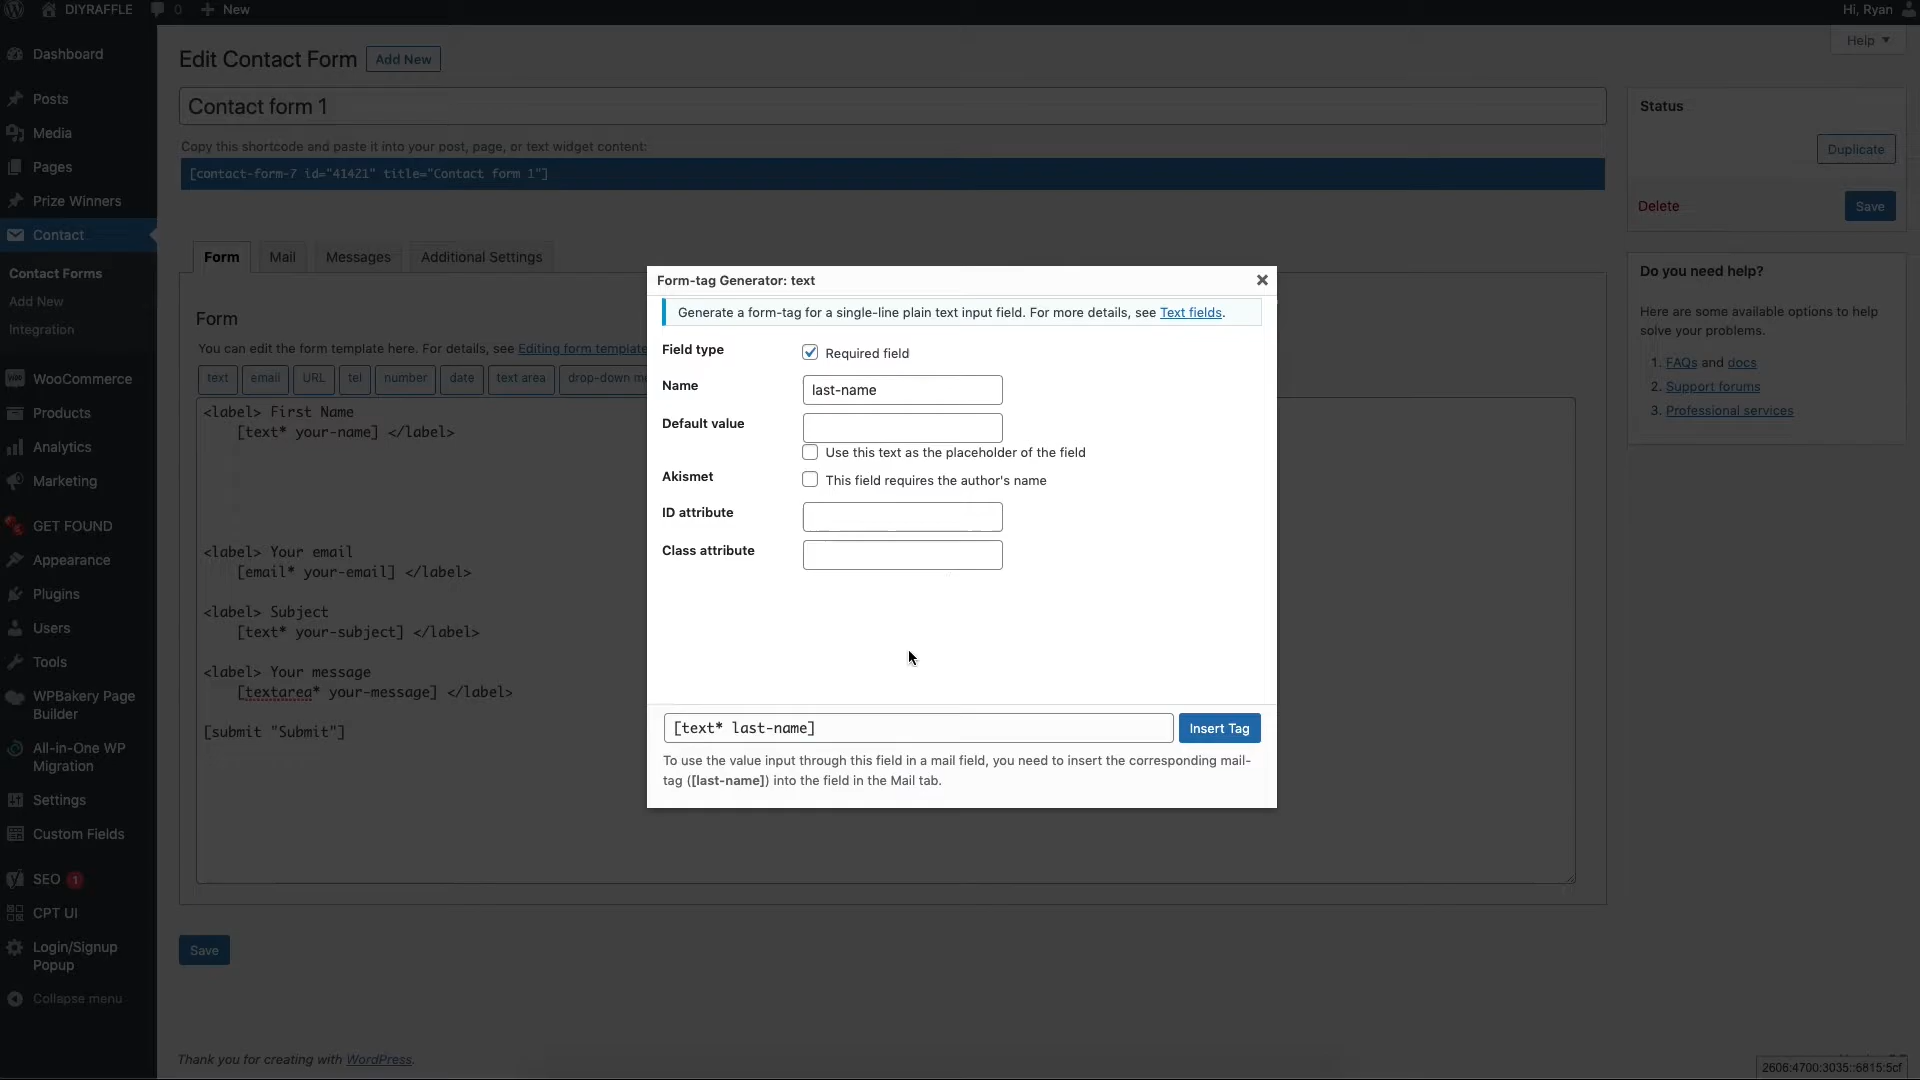 DIYRAFFLE
0
New
Hi, Ryan
Help
Dashboard
Posts
Media
Pages
Prize Winners
Contact
Contact Forms
Add New
Integration
WooCommerce
Products
Analytics
Marketing
GET FOUND
Appearance
Plugins
Users
Tools
WPBakery Page
Builder
All-in-One WP
Migration
Settings
Custom Fields
SEO 1
CPT UI
Login/Signup
Popup
Collapse menu
Edit Contact Form
Add New
Contact form 1
Copy this shortcode and paste it into your post, page, or text widget content:
[contact-form-7 id="41421" title="Contact form 1"]
Form
Mail
Messages
Additional Settings
Form
You can edit the form template here. For details, see Editing form template
text
email
URL
tel
number
date
text area
drop-down me
<label> First Name
[text* your-name] </label>
<label> Your email
[email* your-email] </label>
<label> Subject
[text* your-subject] </label>
<label> Your message
[textarea* your-message] </label>
[submit "Submit"]
Save
Thank you for creating with WordPress.
Form-tag Generator: text
Generate a form-tag for a single-line plain text input field. For more details, see Text fields.
Field type
Required field
Name
last-name
Default value
Use this text as the placeholder of the field
Akismet
This field requires the author's name
ID attribute
Class attribute
[text* last-name]
Insert Tag
To use the value input through this field in a mail field, you need to insert the corresponding mail-
tag ([last-name]) into the field in the Mail tab.
Status
Duplicate
Delete
Save
Do you need help?
Here are some available options to help
solve your problems.
1. FAQs and docs
2. Support forums
3. Professional services
2606:4700:3035::6815:5cf